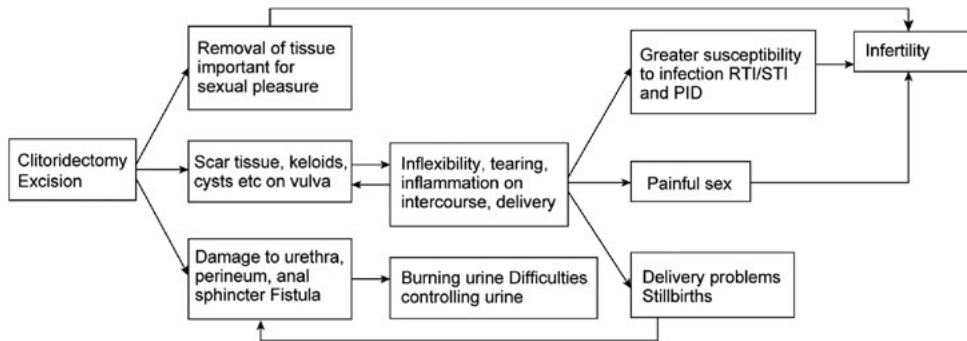 Removal of tissue
important for
sexual pleasure
Greater susceptibility
to infection RTI/STI
and PID
Infertility
Clitoridectomy
Excision
Scar tissue, keloids,
cysts etc on vulva
Inflexibility, tearing,
inflammation on
intercourse, delivery
Painful sex
Damage to urethra,
perineum, anal
sphincter Fistula
Burning urine Difficulties
controlling urine
Delivery problems
Stillbirths